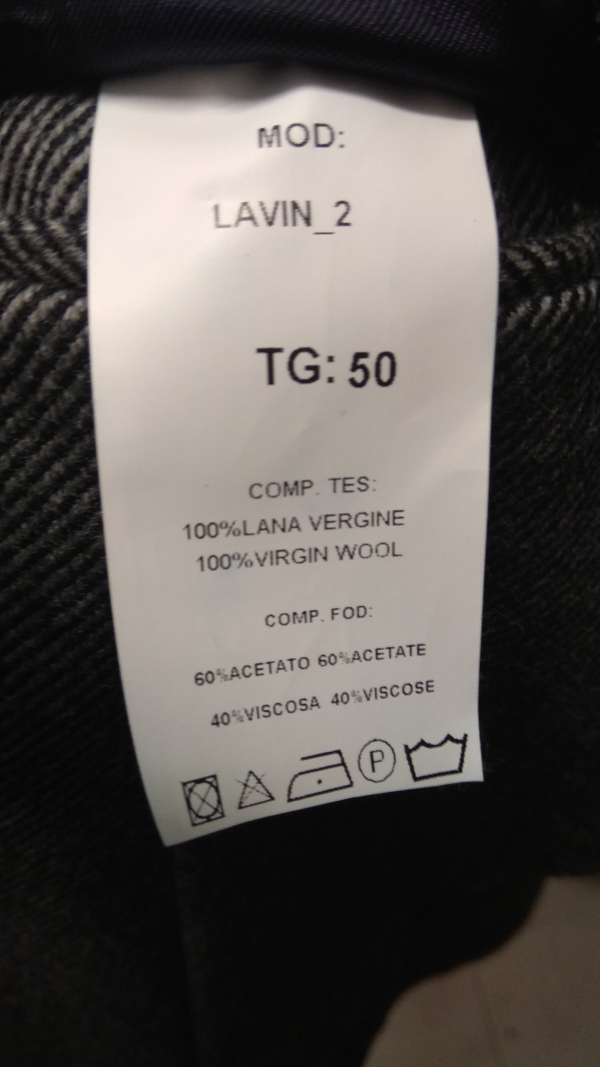 MOD:
LAVIN_2
TG: 50
COMP. TES:
100%LANA VERGINE
100%VIRGIN WOOL
COMP. FOD:
60%ACETATO 60%ACETATE
40%VISCOSA 40%VISCOSE
P